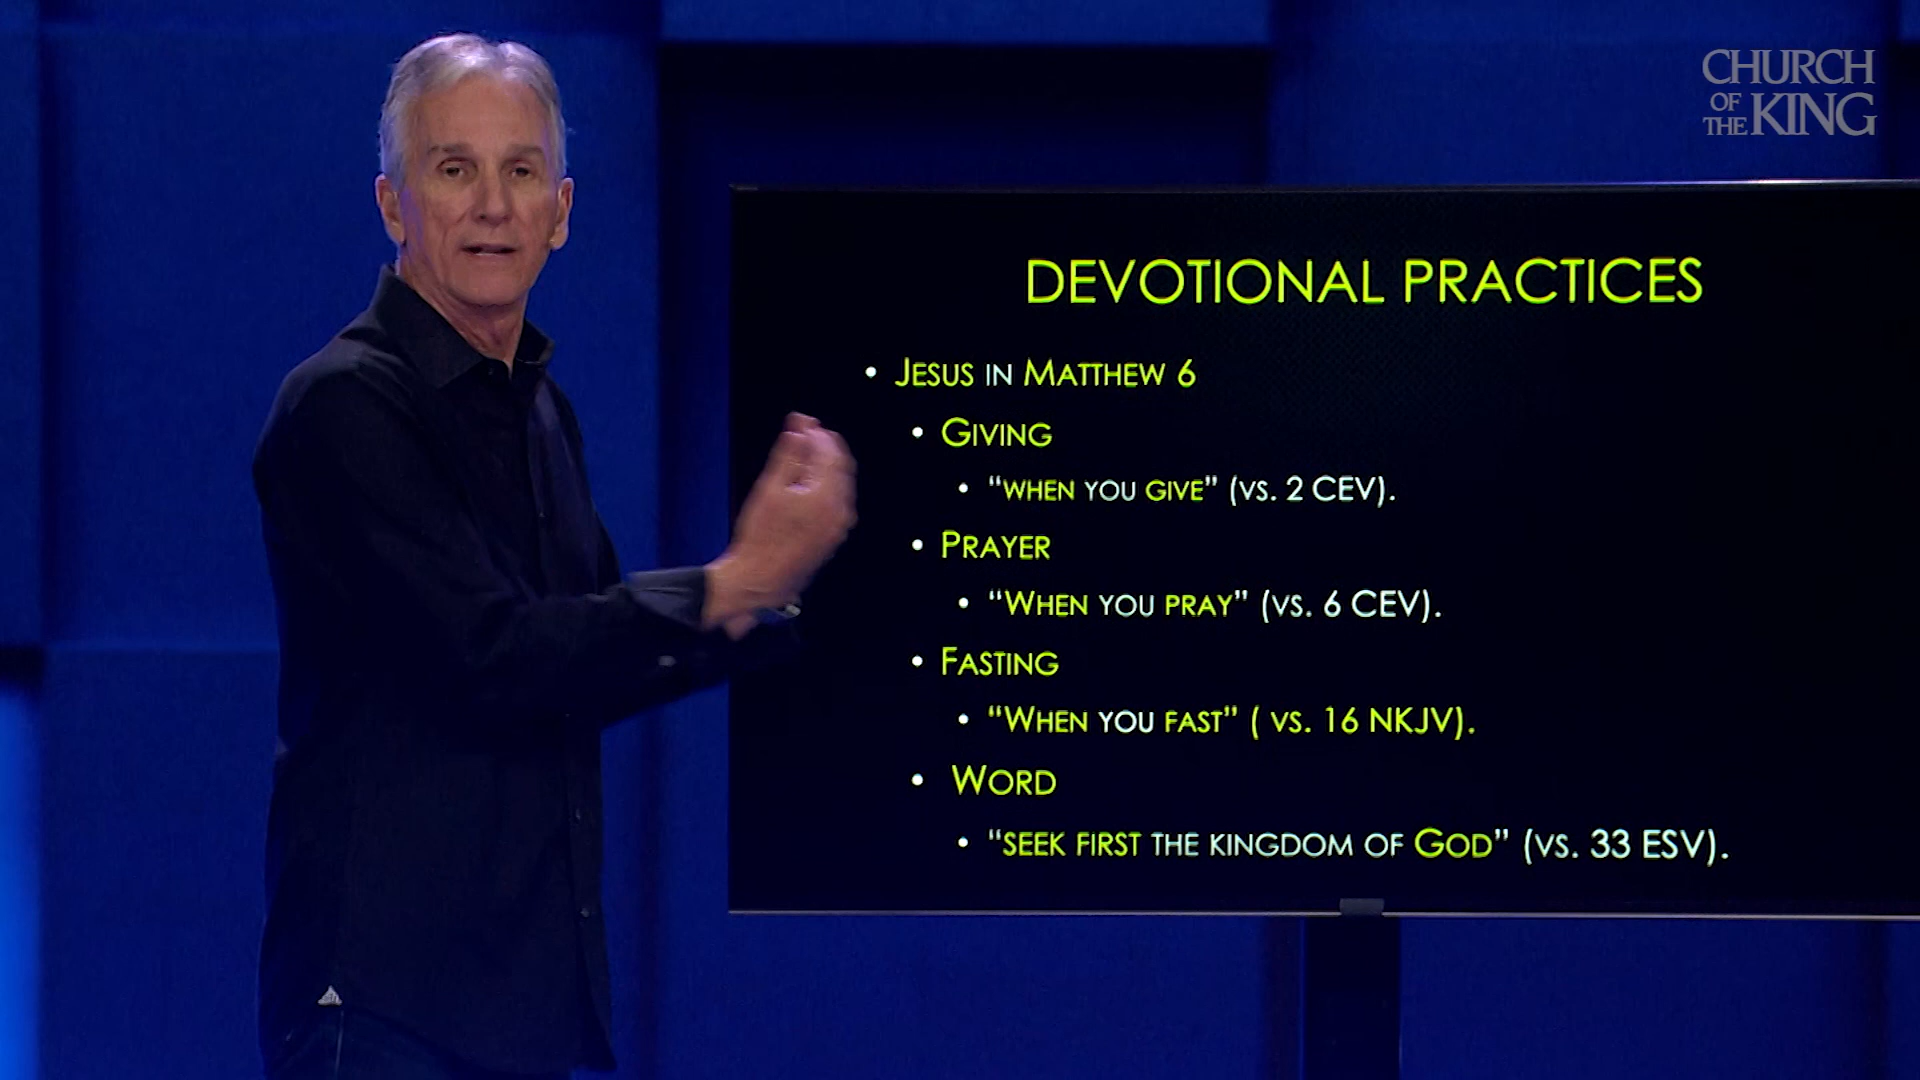 CHURCH
OF
THE KING
DEVOTIONAL PRACTICES
• JESUS IN MATTHEW 6
• GIVING
• “WHEN YOU GIVE” (VS. 2 CEV).
• PRAYER
• “WHEN YOU PRAY” (VS. 6 CEV).
• FASTING
• “WHEN YOU FAST” ( VS. 16 NKJV).
• WORD
• “SEEK FIRST THE KINGDOM OF GOD” (VS. 33 ESV).